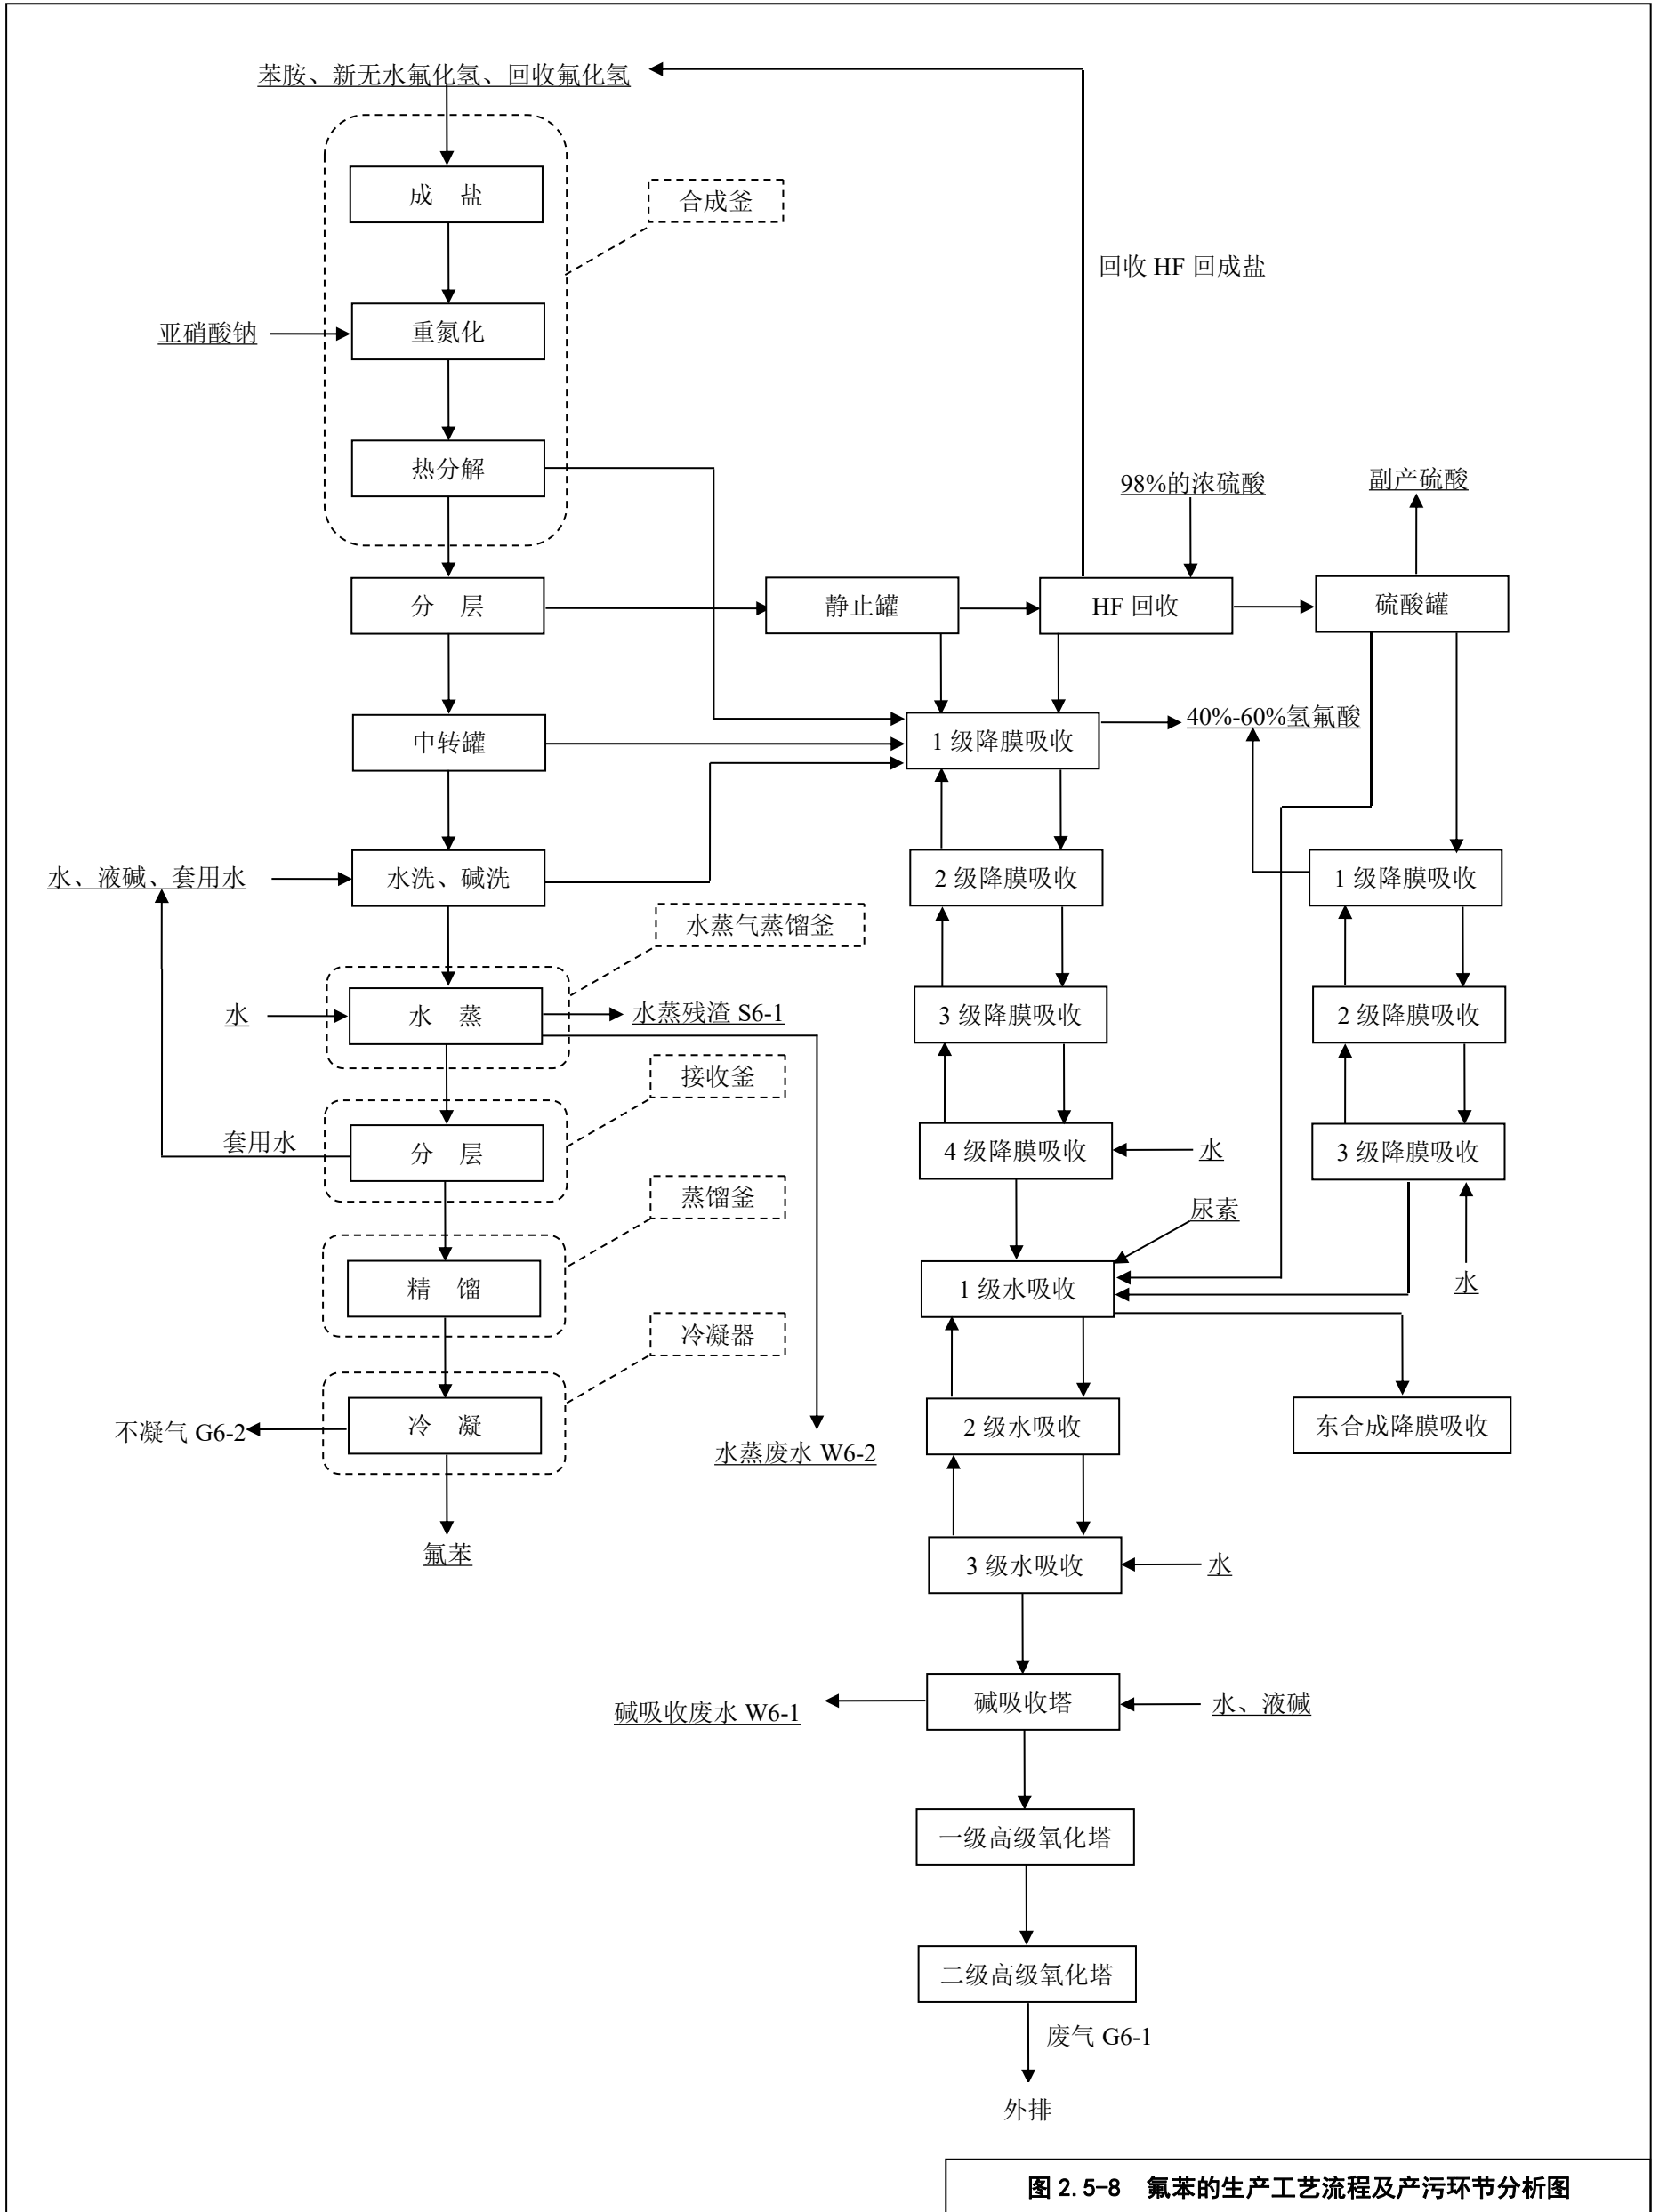 苯胺、新无水氟化氢、回收氟化氢
成 盐
合成釜
回收 HF 回成盐
亚硝酸钠
重氮化
热分解
98%的浓硫酸
副产硫酸
分 层
静止罐
HF 回收
硫酸罐
中转罐
1 级降膜吸收
40%-60%氢氟酸
水、液碱、套用水
水洗、碱洗
2 级降膜吸收
1 级降膜吸收
水蒸气蒸馏釜
水
水 蒸
水蒸残渣 S6-1
3 级降膜吸收
2 级降膜吸收
接收釜
套用水
分 层
4 级降膜吸收
水
3 级降膜吸收
蒸馏釜
尿素
精 馏
1 级水吸收
水
冷凝器
不凝气 G6-2
冷 凝
水蒸废水 W6-2
2 级水吸收
东合成降膜吸收
氟苯
3 级水吸收
水
碱吸收废水 W6-1
碱吸收塔
水、液碱
一级高级氧化塔
二级高级氧化塔
废气 G6-1
外排
图 2.5-8 氟苯的生产工艺流程及产污环节分析图